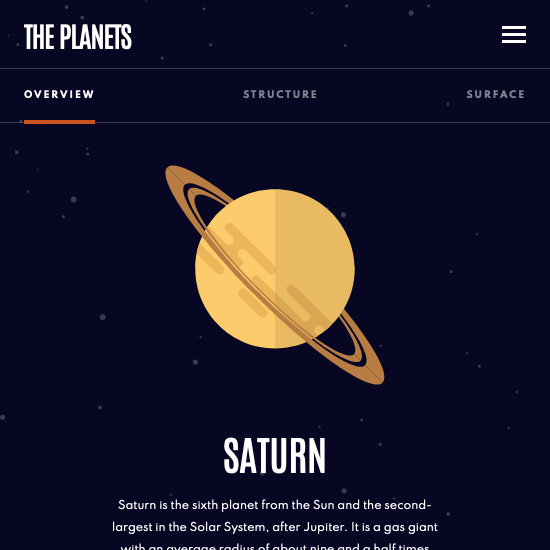 THE PLANETS
OVERVIEW STRUCTURE SURFACE
SATURN
Saturn is the sixth planet from the Sun and the second-
largest in the Solar System, after Jupiter. It is a gas giant
with an average radius of about nine and a half times